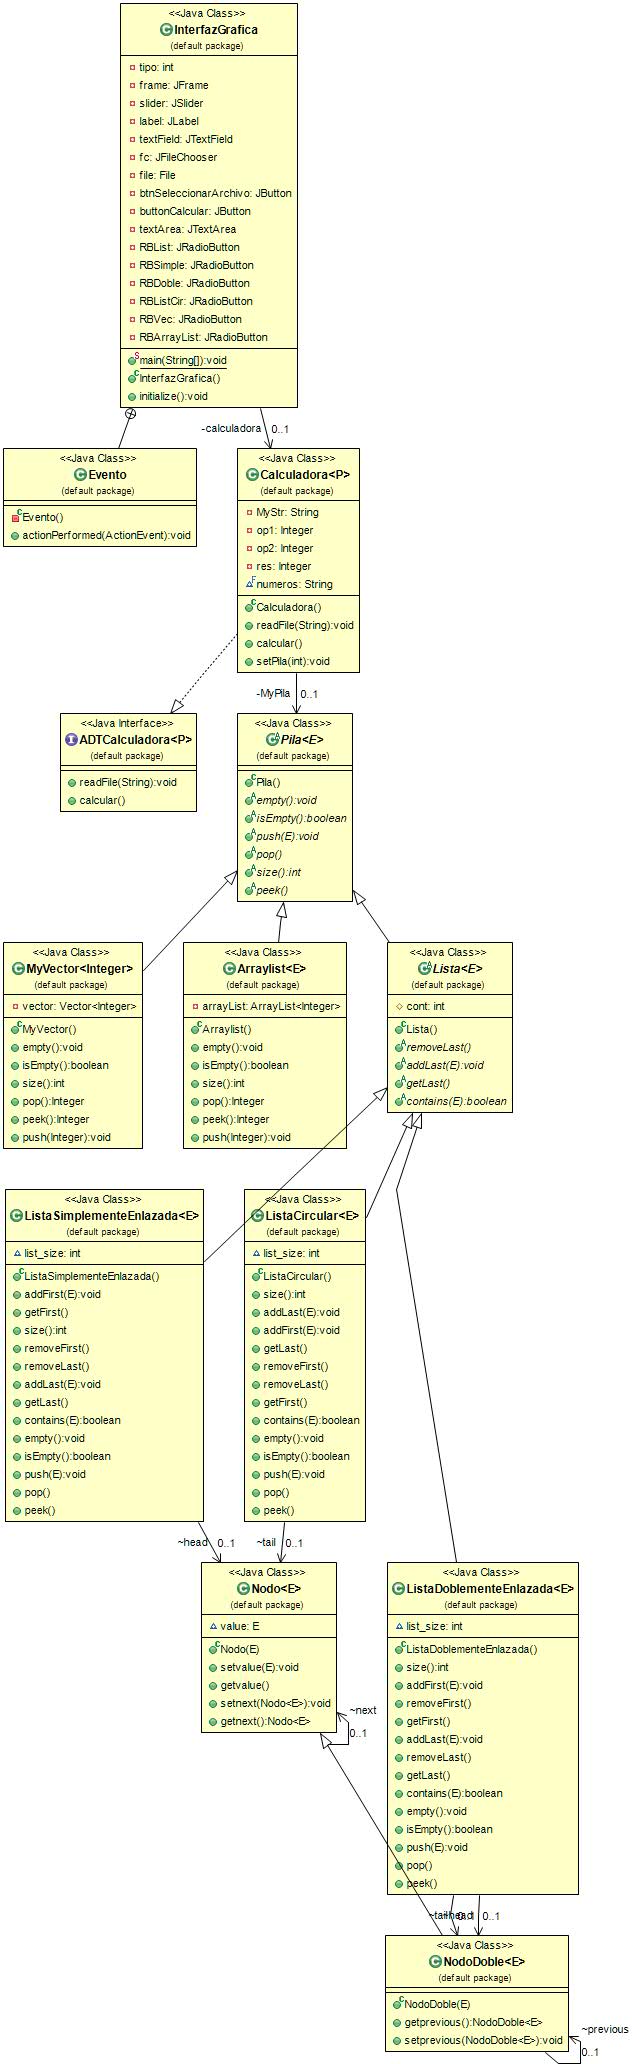 <<Java Class>>
InterfazGrafica
(default package)
tipo: int
frame: JFrame
slider: JSlider
label: JLabel
textField: JTextField
fc: JFileChooser
file: File
btnSeleccionarArchivo: JButton
buttonCalcular: JButton
textArea: JTextArea
RBList: JRadioButton
RBSimple: JRadioButton
RBDoble: JRadioButton
RBListCir: JRadioButton
RBVec: JRadioButton
RBArrayList: JRadioButton
main(String[]):void
InterfazGrafica()
initialize():void
-calculadora 0..1
<<Java Class>>
Evento
(default package)
Evento()
actionPerformed(ActionEvent):void
<<Java Class>>
Calculadora<P>
(default package)
MyStr: String
op1: Integer
op2: Integer
res: Integer
numeros: String
Calculadora()
readFile(String):void
calcular()
setPila(int):void
-MyPila 0..1
<<Java Interface>>
ADTCalculadora<P>
(default package)
readFile(String):void
calcular()
<<Java Class>>
Pila<E>
(default package)
Pila()
empty():void
isEmpty():boolean
push(E):void
pop()
size():int
peek()
<<Java Class>>
MyVector<Integer>
(default package)
vector: Vector<Integer>
MyVector()
empty():void
isEmpty():boolean
size():int
pop():Integer
peek():Integer
push(Integer):void
<<Java Class>>
Arraylist<E>
(default package)
arrayList: ArrayList<Integer>
Arraylist()
empty():void
isEmpty():boolean
size():int
pop():Integer
peek():Integer
push(Integer):void
<<Java Class>>
Lista<E>
(default package)
cont: int
Lista()
removeLast()
addLast(E):void
getLast()
contains(E):boolean
<<Java Class>>
ListaSimplementeEnlazada<E>
(default package)
list_size: int
ListaSimplementeEnlazada()
addFirst(E):void
getFirst()
size():int
removeFirst()
removeLast()
addLast(E):void
getLast()
contains(E):boolean
empty():void
isEmpty():boolean
push(E):void
pop()
peek()
<<Java Class>>
ListaCircular<E>
(default package)
list_size: int
ListaCircular()
size():int
addLast(E):void
addFirst(E):void
getLast()
removeFirst()
removeLast()
getFirst()
contains(E):boolean
empty():void
isEmpty():boolean
push(E):void
pop()
peek()
~head 0..1
~tail 0..1
<<Java Class>>
Nodo<E>
(default package)
value: E
Nodo(E)
setvalue(E):void
getvalue()
setnext(Nodo<E>):void
getnext():Nodo<E>
~next
0..1
<<Java Class>>
ListaDoblementeEnlazada<E>
(default package)
list_size: int
ListaDoblementeEnlazada()
size():int
addFirst(E):void
removeFirst()
getFirst()
addLast(E):void
removeLast()
getLast()
contains(E):boolean
empty():void
isEmpty():boolean
push(E):void
pop()
peek()
~tail
~head
0..1
0..1
<<Java Class>>
NodoDoble<E>
(default package)
NodoDoble(E)
getprevious():NodoDoble<E>
setprevious(NodoDoble<E>):void
~previous
0..1